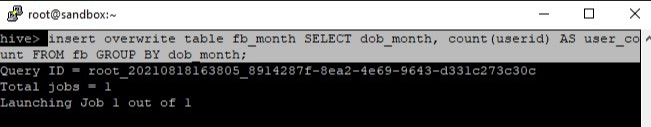 root@sandbox:~
hive> insert overwrite table fb_month SELECT dob_month, count(userid) AS user_co
unt FROM fb GROUP BY dob_month;
Query ID = root_20210818163805_8914287f-8ea2-4e69-9643-d331c273c30c
Total jobs = 1
Launching Job 1 out of 1